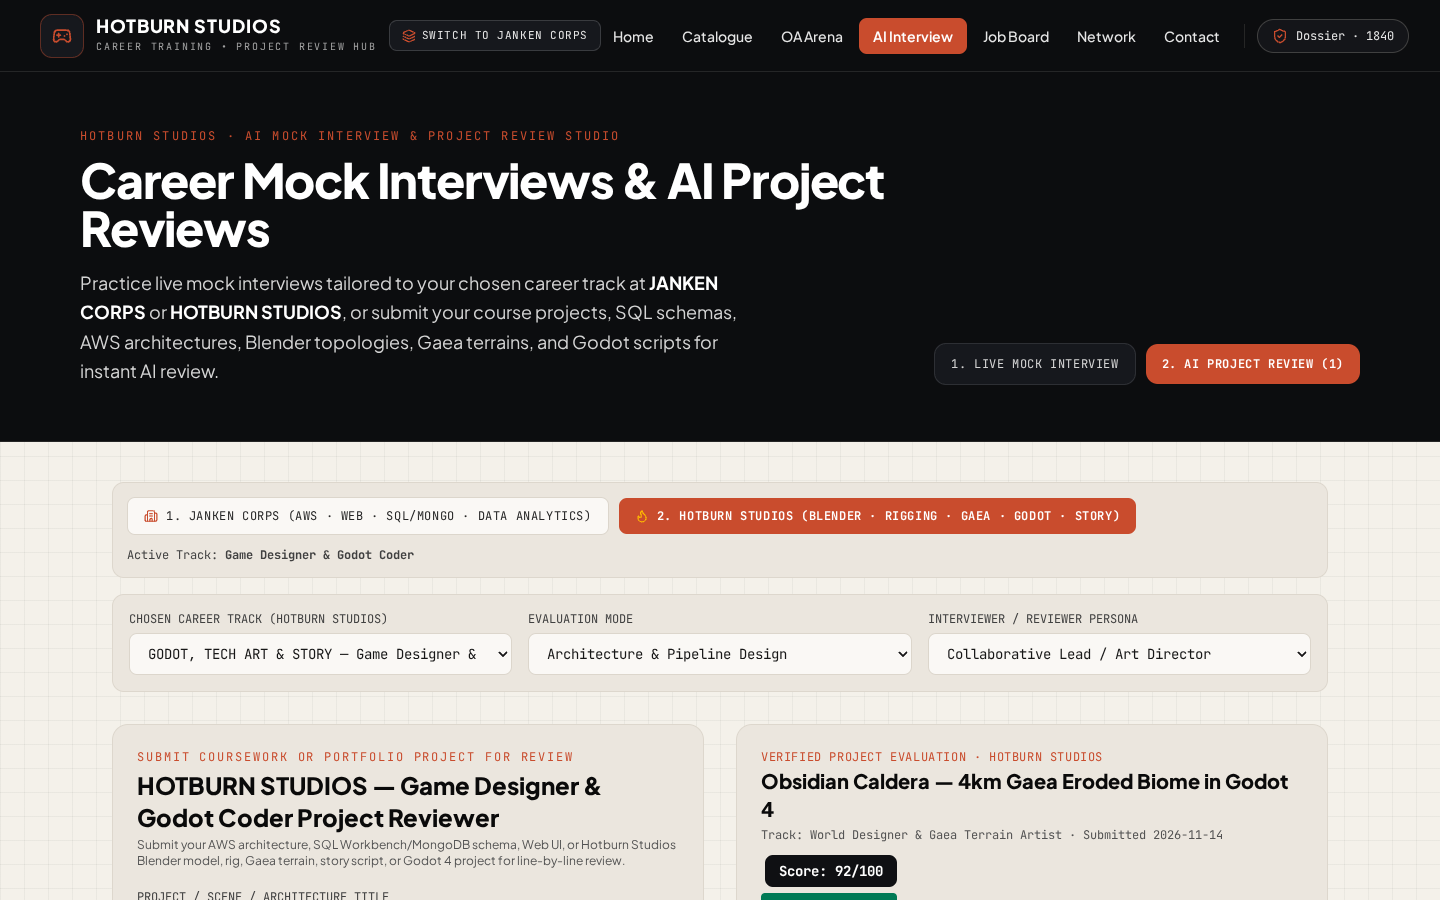 HOTBURN STUDIOS
CAREER TRAINING • PROJECT REVIEW HUB
SWITCH TO JANKEN CORPS
Home
Catalogue
OA Arena
AI Interview
Job Board
Network
Contact
Dossier · 1840
HOTBURN STUDIOS · AI MOCK INTERVIEW & PROJECT REVIEW STUDIO
Career Mock Interviews & AI Project
Reviews
Practice live mock interviews tailored to your chosen career track at JANKEN
CORPS or HOTBURN STUDIOS, or submit your course projects, SQL schemas,
AWS architectures, Blender topologies, Gaea terrains, and Godot scripts for
instant AI review.
1. LIVE MOCK INTERVIEW
2. AI PROJECT REVIEW (1)
1. JANKEN CORPS (AWS · WEB · SQL/MONGO · DATA ANALYTICS)
2. HOTBURN STUDIOS (BLENDER · RIGGING · GAEA · GODOT · STORY)
Active Track: Game Designer & Godot Coder
CHOSEN CAREER TRACK (HOTBURN STUDIOS)
GODOT, TECH ART & STORY — Game Designer &
EVALUATION MODE
Architecture & Pipeline Design
INTERVIEWER / REVIEWER PERSONA
Collaborative Lead / Art Director
SUBMIT COURSEWORK OR PORTFOLIO PROJECT FOR REVIEW
HOTBURN STUDIOS — Game Designer &
Godot Coder Project Reviewer
Submit your AWS architecture, SQL Workbench/MongoDB schema, Web UI, or Hotburn Studios
Blender model, rig, Gaea terrain, story script, or Godot 4 project for line-by-line review.
PROJECT / SCENE / ARCHITECTURE TITLE
VERIFIED PROJECT EVALUATION · HOTBURN STUDIOS
Obsidian Caldera — 4km Gaea Eroded Biome in Godot
4
Track: World Designer & Gaea Terrain Artist · Submitted 2026-11-14
Score: 92/100